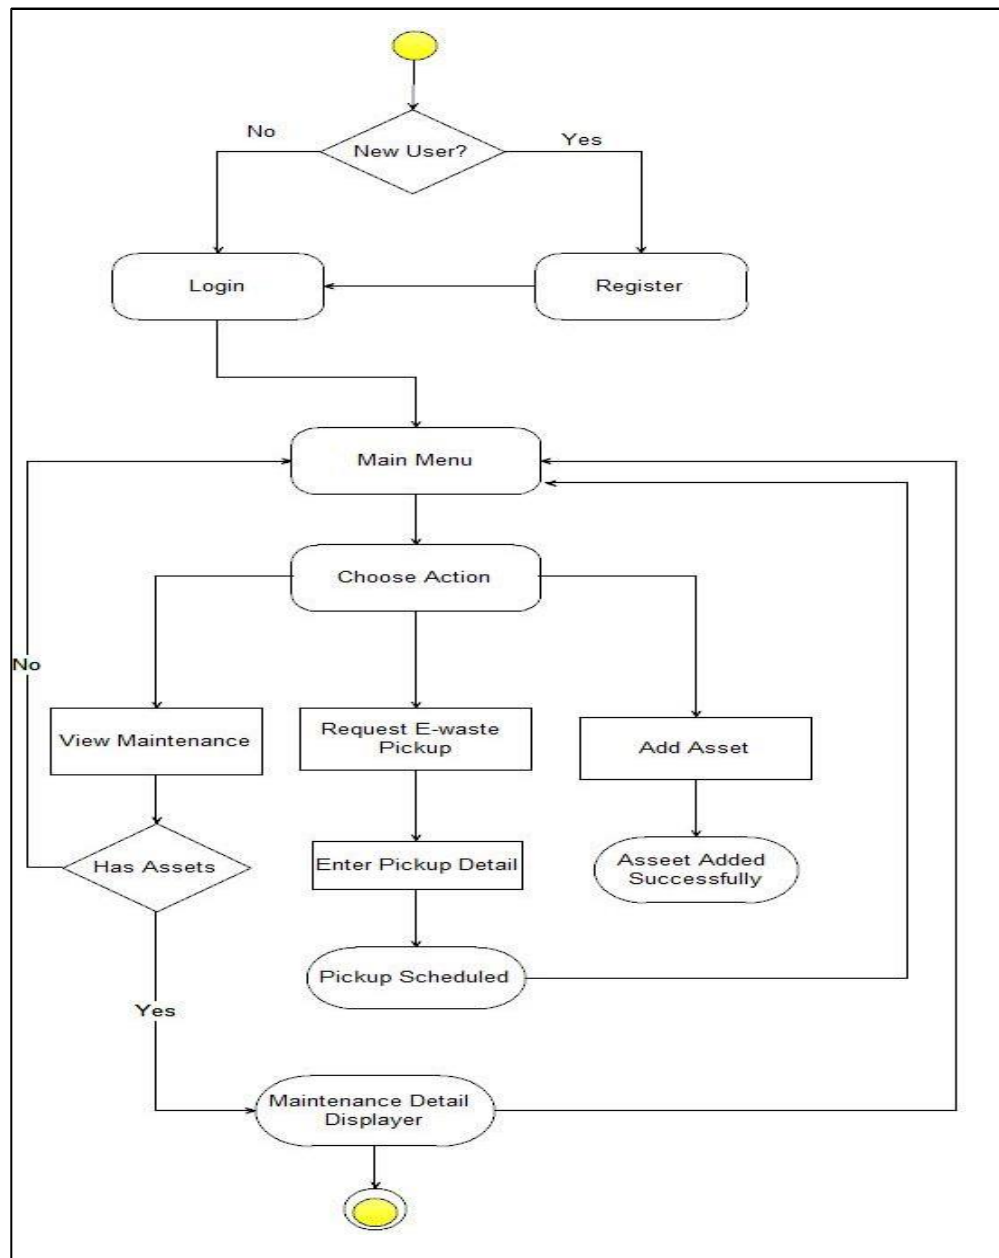 No
Yes
New User?
Login
Register
Main Menu
Choose Action
No
View Maintenance
Request E-waste
Pickup
Add Asset
Has Assets
Enter Pickup Detail
Asseet Added
Successfully
Pickup Scheduled
Yes
Maintenance Detail
Displayer